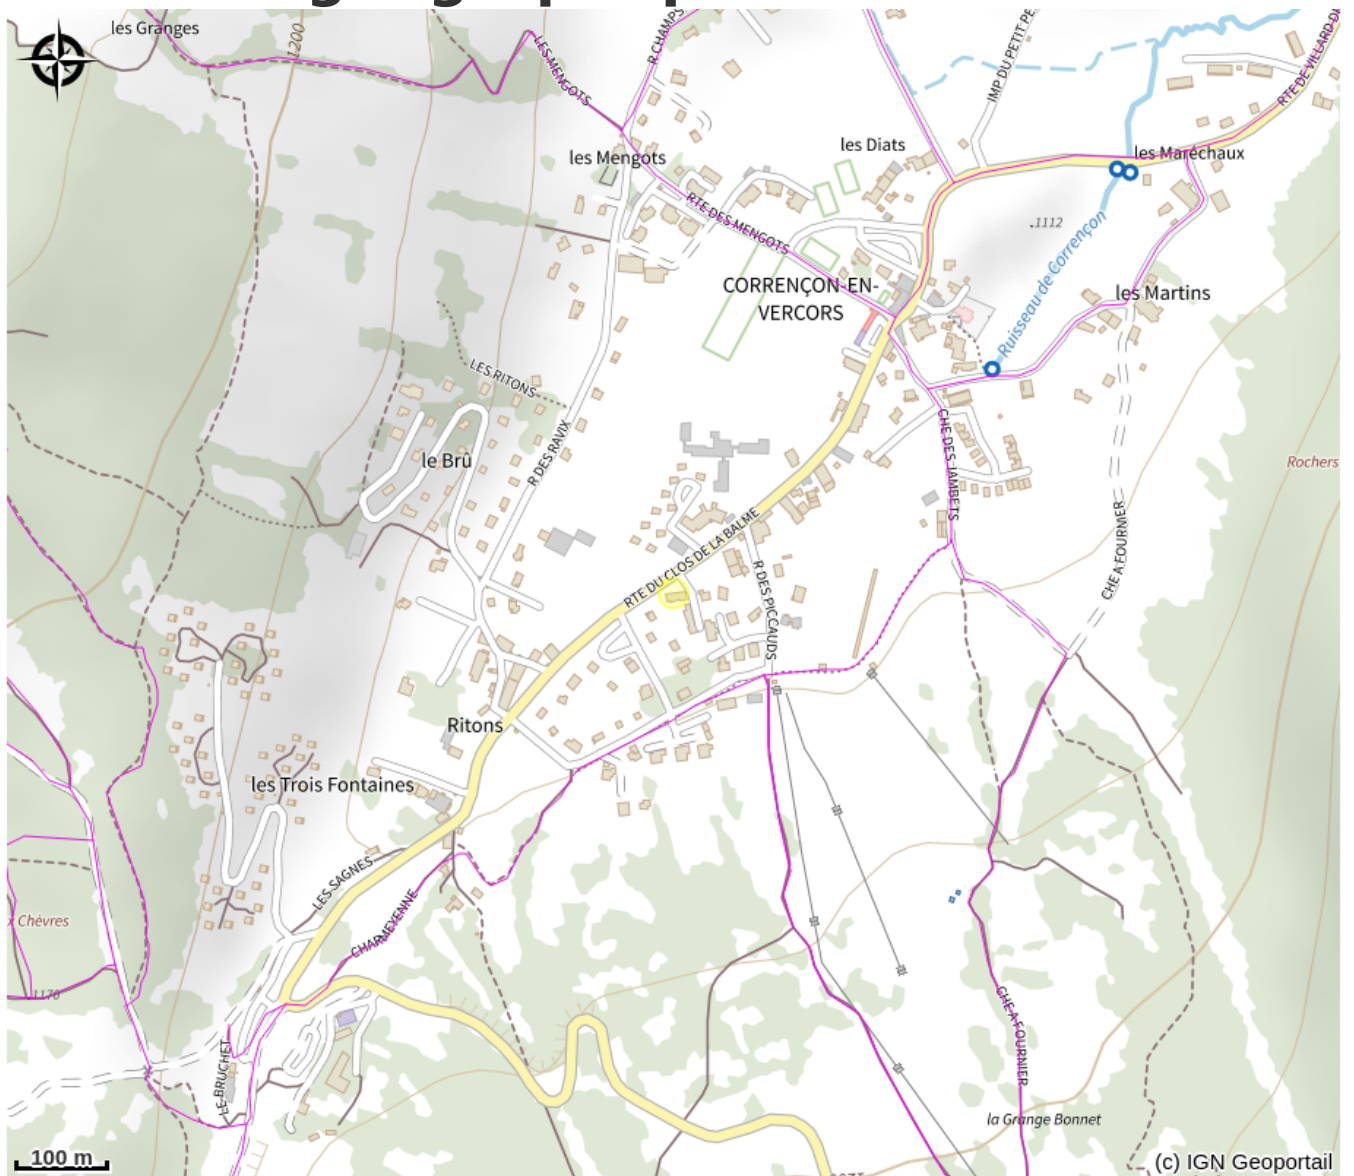 les Granges
1200
LES MENGOTS
R CHAMPS
IMP DU PETIT PE
RTE DE VILLARD D
les Mengots
les Diats
les Maréchaux
RTE DES MENGOTS
.1112
CORRENÇON-EN-
VERCORS
Ruisseau de Corrençon
les Martins
LES RITONS
le Brû
R DES RAVIX
CHE DES JAMBETS
Rochers
RTE DU CLOS DE LA BALME
R DES PICCAUDS
CHE A FOURNIER
Ritons
les Trois Fontaines
LES SAGNES
CHARMEYENNE
x Chèvres
1170
LE BRUCHET
CHE A FOURNIER
la Grange Bonnet
100 m
(c) IGN Geoportail